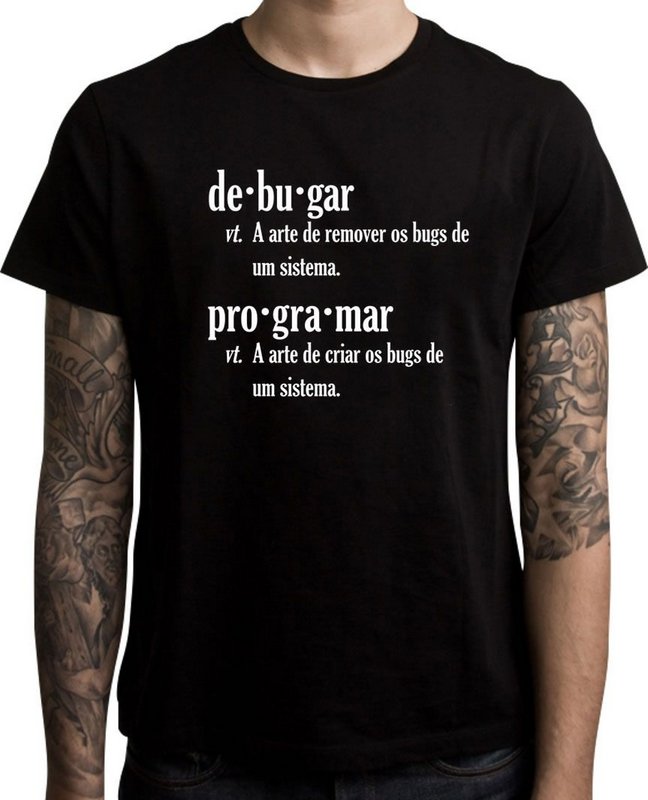 de•bu•gar
vt. A arte de remover os bugs de
um sistema.
pro•gra•mar
vt. A arte de criar os bugs de
um sistema.
small